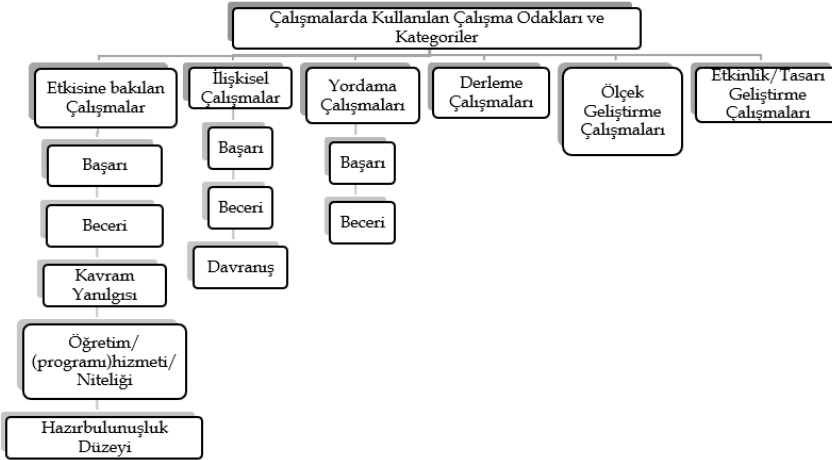 Çalışmalarda Kullanılan Çalışma Odakları ve
Kategoriler
Etkisine bakılan
Çalışmalar
Başarı
Beceri
Kavram
Yanılgısı
Öğretim/
(programı)hizmeti/
Niteliği
Hazırbulunuşluk
Düzeyi
İlişkisel
Çalışmalar
Başarı
Beceri
Davranış
Yordama
Çalışmaları
Başarı
Beceri
Derleme
Çalışmaları
Ölçek
Geliştirme
Çalışmaları
Etkinlik/Tasarı
Geliştirme
Çalışmaları